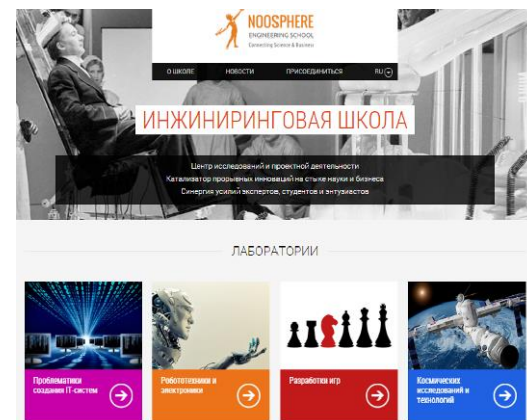 NOOSPHERE
ENGINEERING SCHOOL
Connecting Science & Business
О ШКОЛЕ НОВОСТИ ПРИСОЕДИНИТЬСЯ RU
ИНЖИНИРИНГОВАЯ ШКОЛА
Центр исследований и проектной деятельности
Катализатор прорывных инноваций на стыке науки и бизнеса
Синергия усилий экспертов, студентов и энтузиастов
ЛАБОРАТОРИИ
Проблематики
создания IT-систем
Робототехники и
электроники
Разработки игр
Космических
исследований и
технологий